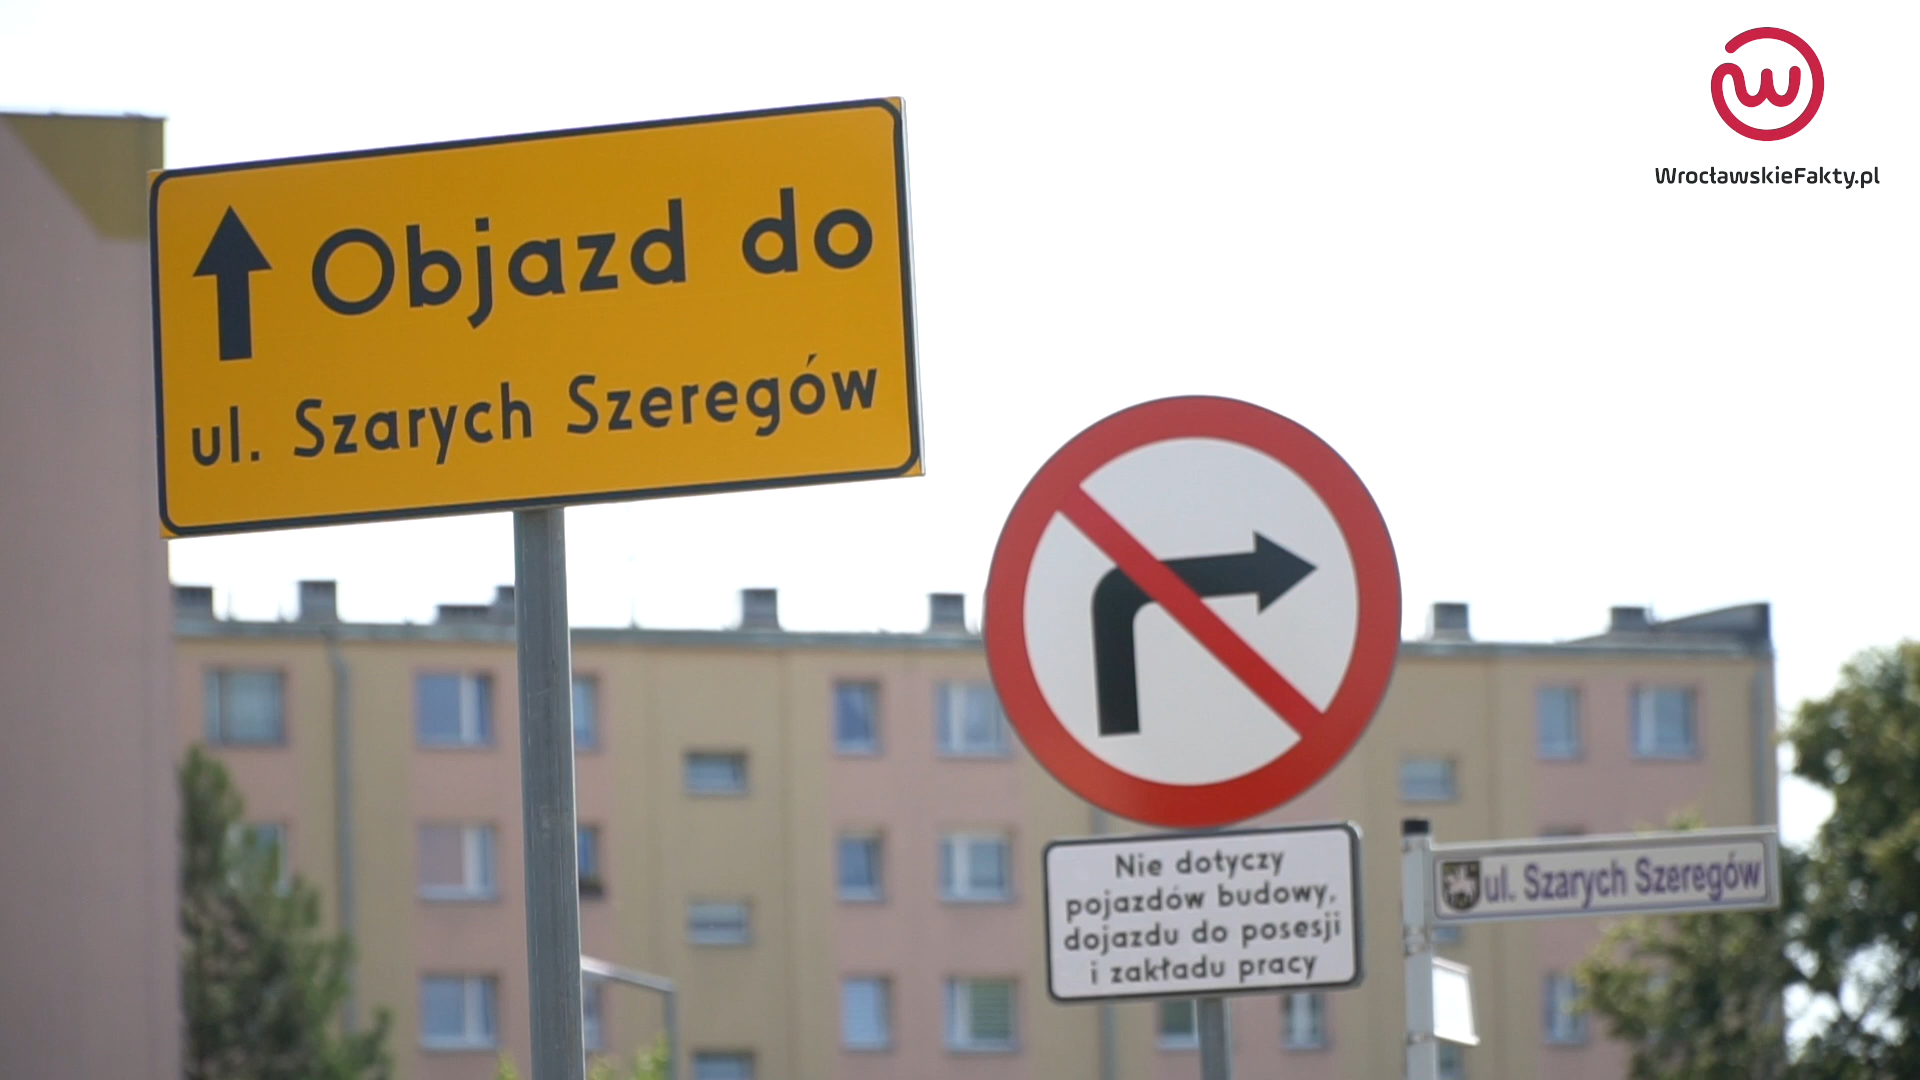 Objazd do
ul. Szarych Szeregów
Nie dotyczy
pojazdów budowy,
dojazdu do posesji
i zakładu pracy
ul. Szarych Szeregów
W
WrocławskieFakty.pl